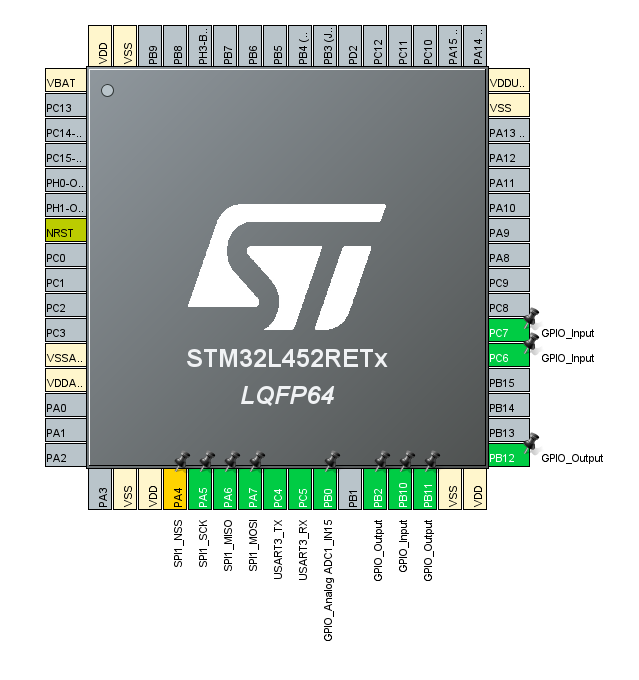 VDD
VSS
PB9
PB8
PH3-B..
PB7
PB6
PB5
PB4 (..
PB3 (J..
PD2
PC12
PC11
PC10
PA15 ..
PA14 ..
VBAT
PC13
PC14-..
PC15-..
PH0-O..
PH1-O..
NRST
PC0
PC1
PC2
PC3
VSSA..
VDDA..
PA0
PA1
PA2
ST
STM32L452RETx
LQFP64
VDDU..
VSS
PA13 ..
PA12
PA11
PA10
PA9
PA8
PC9
PC8
PC7 GPIO_Input
PC6 GPIO_Input
PB15
PB14
PB13
PB12 GPIO_Output
PA3
VSS
VDD
PA4
PA5
PA6
PA7
PC4
PC5
PB0
PB1
PB2
PB10
PB11
VSS
VDD
SPI1_NSS
SPI1_SCK
SPI1_MISO
SPI1_MOSI
USART3_TX
USART3_RX
GPIO_Analog ADC1_IN15
GPIO_Output
GPIO_Input
GPIO_Output